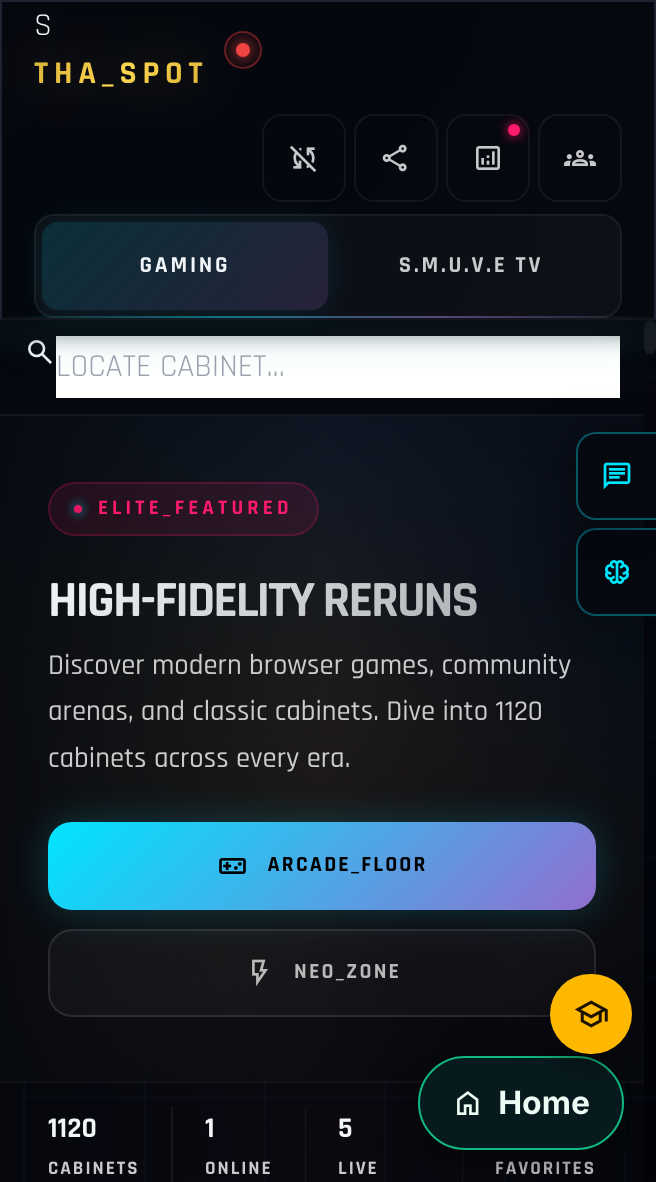 S
THA_SPOT
GAMING
S.M.U.V.E TV
LOCATE CABINET...
ELITE_FEATURED
HIGH-FIDELITY RERUNS
Discover modern browser games, community
arenas, and classic cabinets. Dive into 1120
cabinets across every era.
ARCADE_FLOOR
NEO_ZONE
Home
1120
1
5
CABINETS
ONLINE
LIVE
FAVORITES